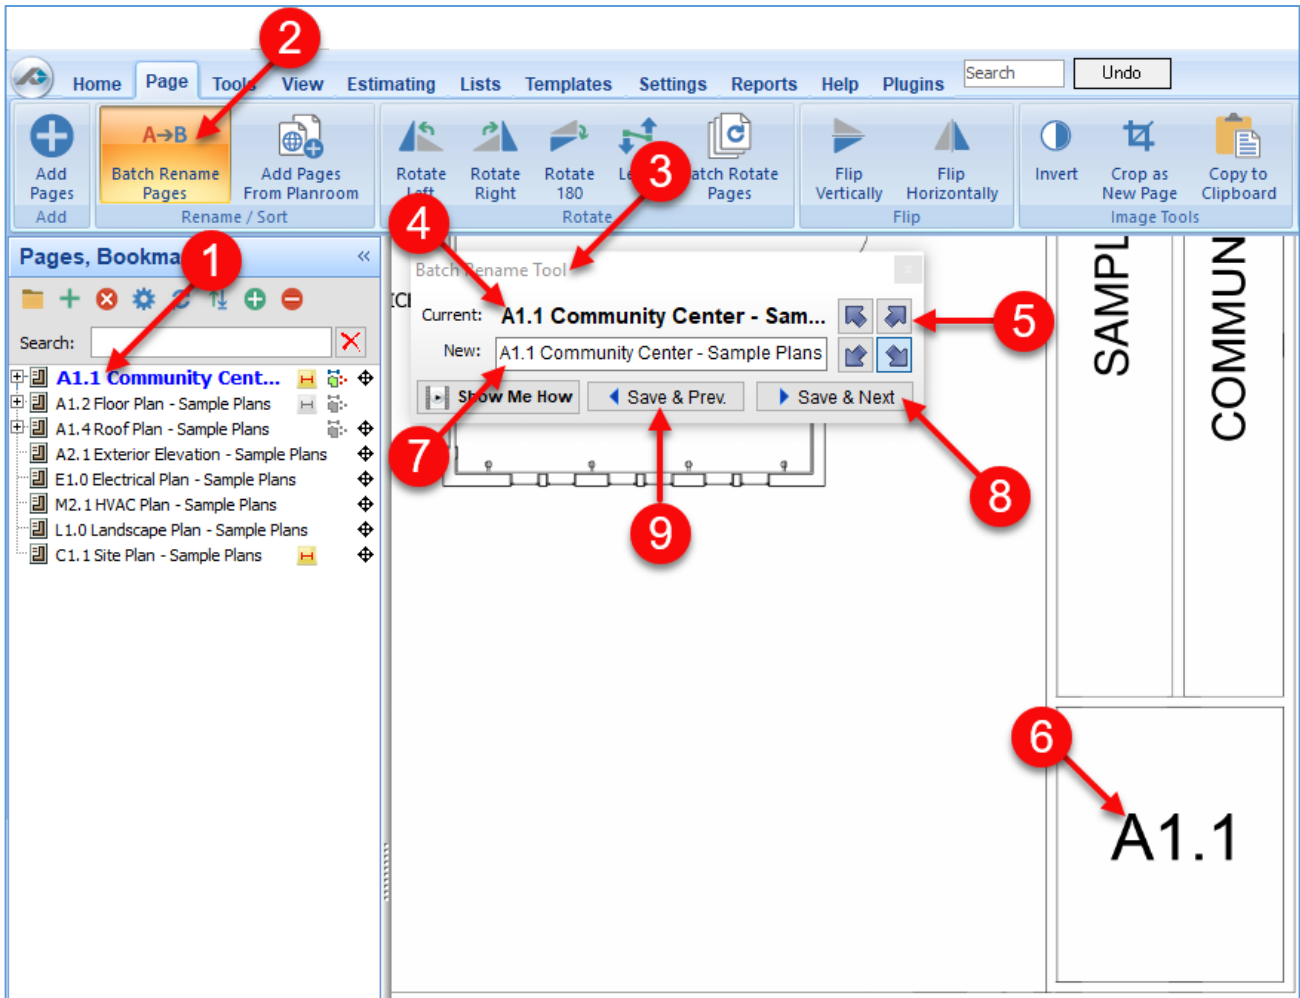 2
Home Page Tools View Estimating Lists Templates Settings Reports Help Plugins Search Undo
A→B
Add Pages
Batch Rename Pages
Add Pages From Planroom
Rotate Left
Rotate Right
Rotate 180
Batch Rotate Pages
Flip Vertically
Flip Horizontally
Invert
Crop as New Page
Copy to Clipboard
Add
Rename / Sort
Rotate
Flip
Image Tools
3
4
1
Pages,
«
Search:
A1.1 Community Cent...
A1.2 Floor Plan - Sample Plans
A1.4 Roof Plan - Sample Plans
A2.1 Exterior Elevation - Sample Plans
E1.0 Electrical Plan - Sample Plans
M2.1 HVAC Plan - Sample Plans
L1.0 Landscape Plan - Sample Plans
C1.1 Site Plan - Sample Plans
Batch Rename Tool
Current: A1.1 Community Center - Sam...
New: A1.1 Community Center - Sample Plans
Show Me How
Save & Prev.
Save & Next
5
7
8
9
SAMPL
COMMUN
6
A1.1